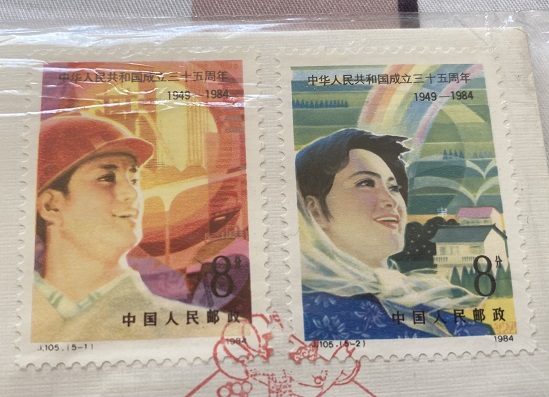 中华人民共和国成立三十五周年
1949—1984
8分
中国人民邮政
J.105.(5-1)
1984
中华人民共和国成立三十五周年
1949—1984
8分
中国人民邮政
J.105.(5-2)
1984